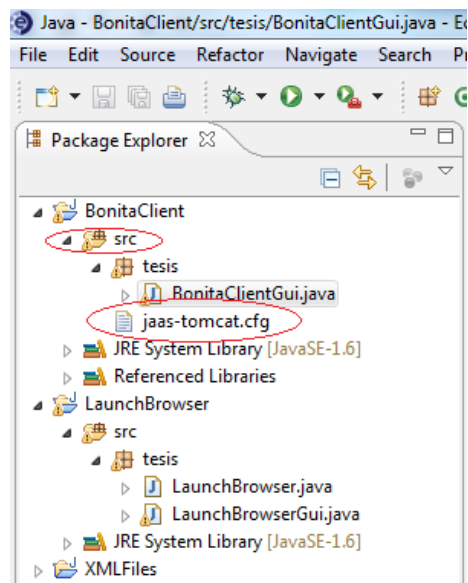 Java - BonitaClient/src/tesis/BonitaClientGui.java - Ec
File Edit Source Refactor Navigate Search Pr
Package Explorer
BonitaClient
src
tesis
BonitaClientGui.java
jaas-tomcat.cfg
JRE System Library [JavaSE-1.6]
Referenced Libraries
LaunchBrowser
src
tesis
LaunchBrowser.java
LaunchBrowserGui.java
JRE System Library [JavaSE-1.6]
XMLFiles